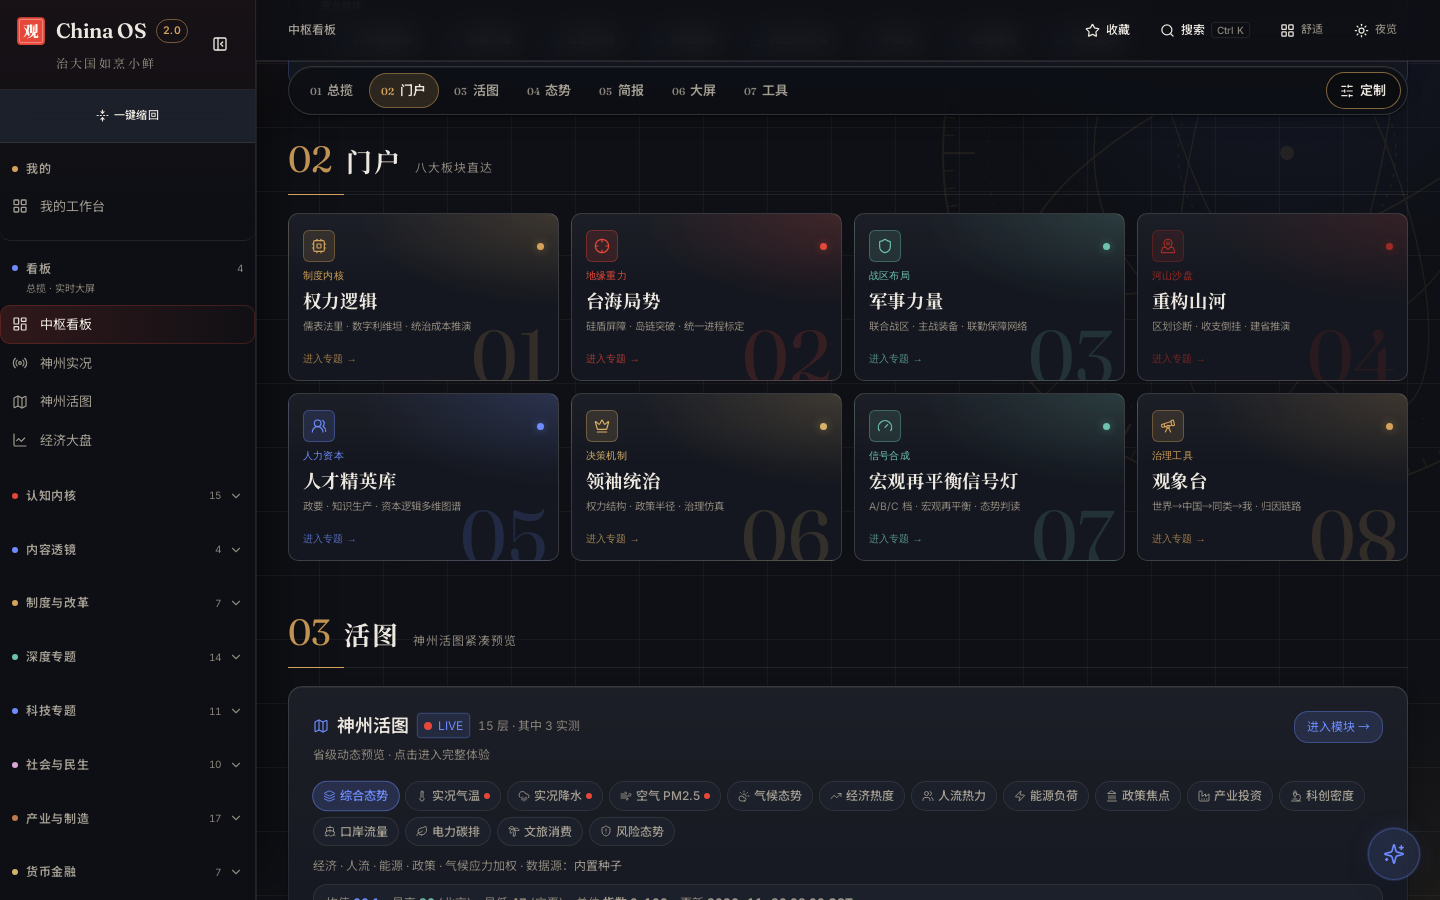 观 China OS 2.0
治大国如烹小鲜
一键缩回
我的
我的工作台
看板 4
总揽 · 实时大屏
中枢看板
神州实况
神州活图
经济大盘
认知内核 15
内容透镜 4
制度与改革 7
深度专题 14
科技专题 11
社会与民生 10
产业与制造 17
货币金融 7
中枢看板
收藏 搜索 Ctrl K 舒适 夜览
01 总揽 02 门户 03 活图 04 态势 05 简报 06 大屏 07 工具 定制
02 门户 八大板块直达
制度内核
权力逻辑
儒表法里 · 数字利维坦 · 统治成本推演
进入专题 →
01
地缘重力
台海局势
硅盾屏障 · 岛链突破 · 统一进程标定
进入专题 →
02
战区布局
军事力量
联合战区 · 主战装备 · 联勤保障网络
进入专题 →
03
河山沙盘
重构山河
区划诊断 · 收支倒挂 · 建省推演
进入专题 →
04
人力资本
人才精英库
政要 · 知识生产 · 资本逻辑多维图谱
进入专题 →
05
决策机制
领袖统治
权力结构 · 政策半径 · 治理仿真
进入专题 →
06
信号合成
宏观再平衡信号灯
A/B/C 档 · 宏观再平衡 · 态势判读
进入专题 →
07
治理工具
观象台
世界→中国→同类→我 · 归因链路
进入专题 →
08
03 活图 神州活图紧凑预览
神州活图 LIVE 15 层 · 其中 3 实测
进入模块 →
省级动态预览 · 点击进入完整体验
综合态势 实况气温 实况降水 空气 PM2.5 气候态势 经济热度 人流热力 能源负荷 政策焦点 产业投资 科创密度
口岸流量 电力碳排 文旅消费 风险态势
经济 · 人流 · 能源 · 政策 · 气候应力加权 · 数据源：内置种子